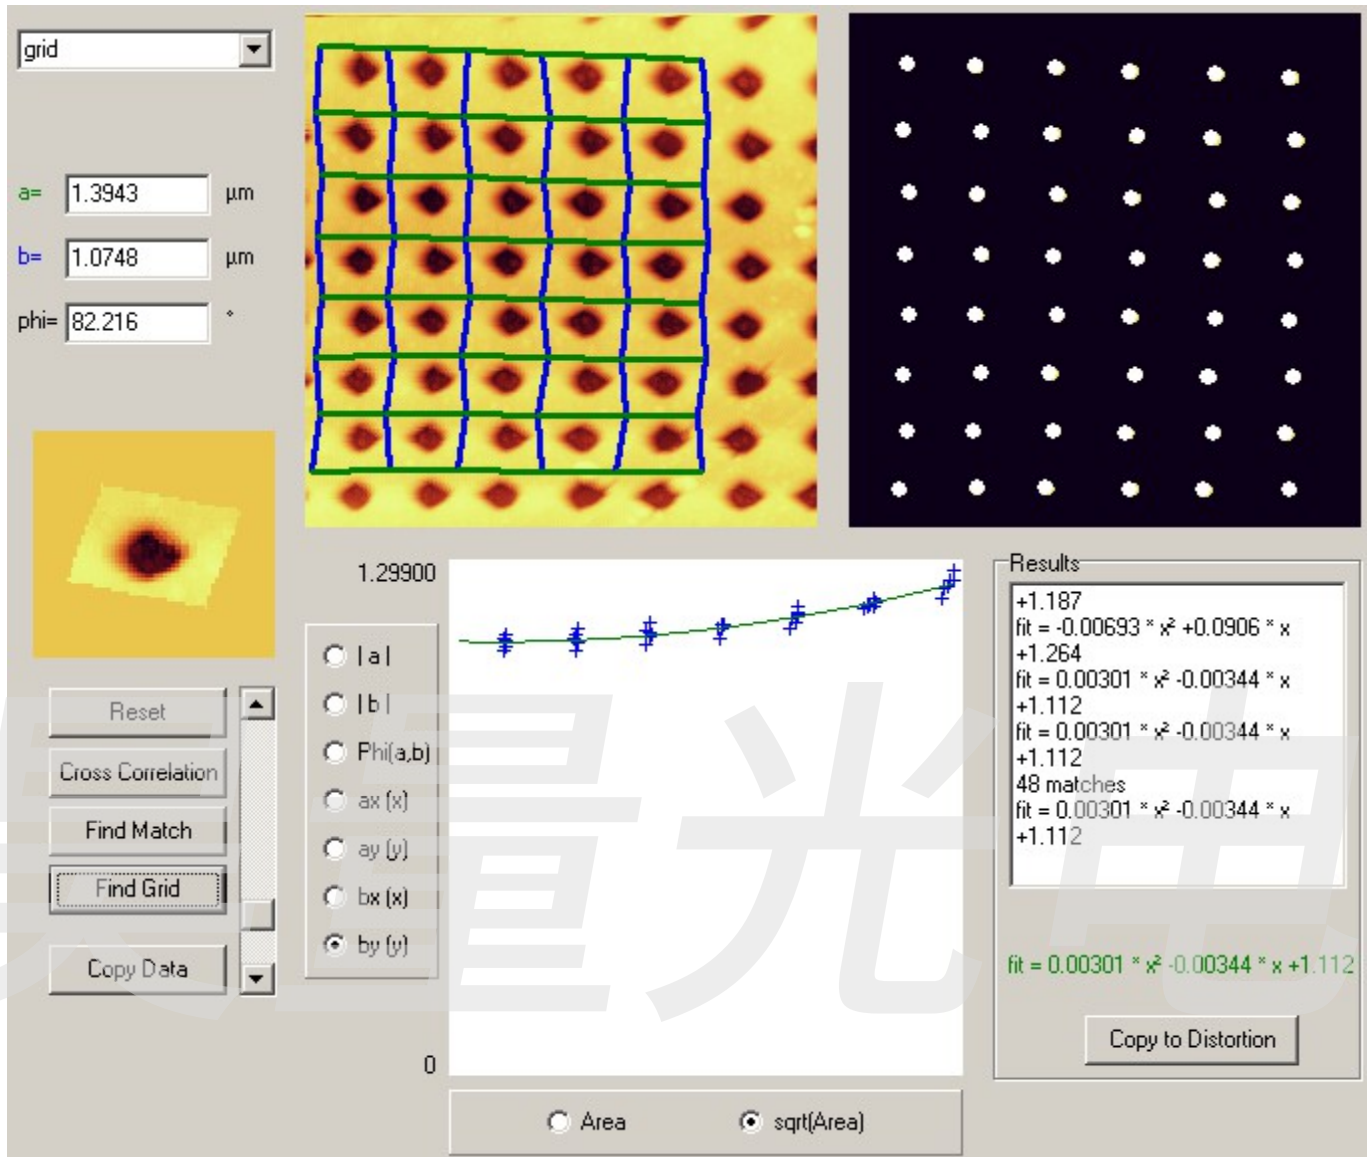 grid
a= 1.3943 µm
b= 1.0748 µm
phi= 82.216 °
Reset
Cross Correlation
Find Match
Find Grid
Copy Data
1.29900
| a |
| b |
Phi(a,b)
ax (x)
ay (y)
bx (x)
by (y)
0
Area
sqrt(Area)
Results
+1.187
fit = -0.00693 * x² +0.0906 * x
+1.264
fit = 0.00301 * x² -0.00344 * x
+1.112
fit = 0.00301 * x² -0.00344 * x
+1.112
48 matches
fit = 0.00301 * x² -0.00344 * x
+1.112
fit = 0.00301 * x² -0.00344 * x +1.112
Copy to Distortion
量光电